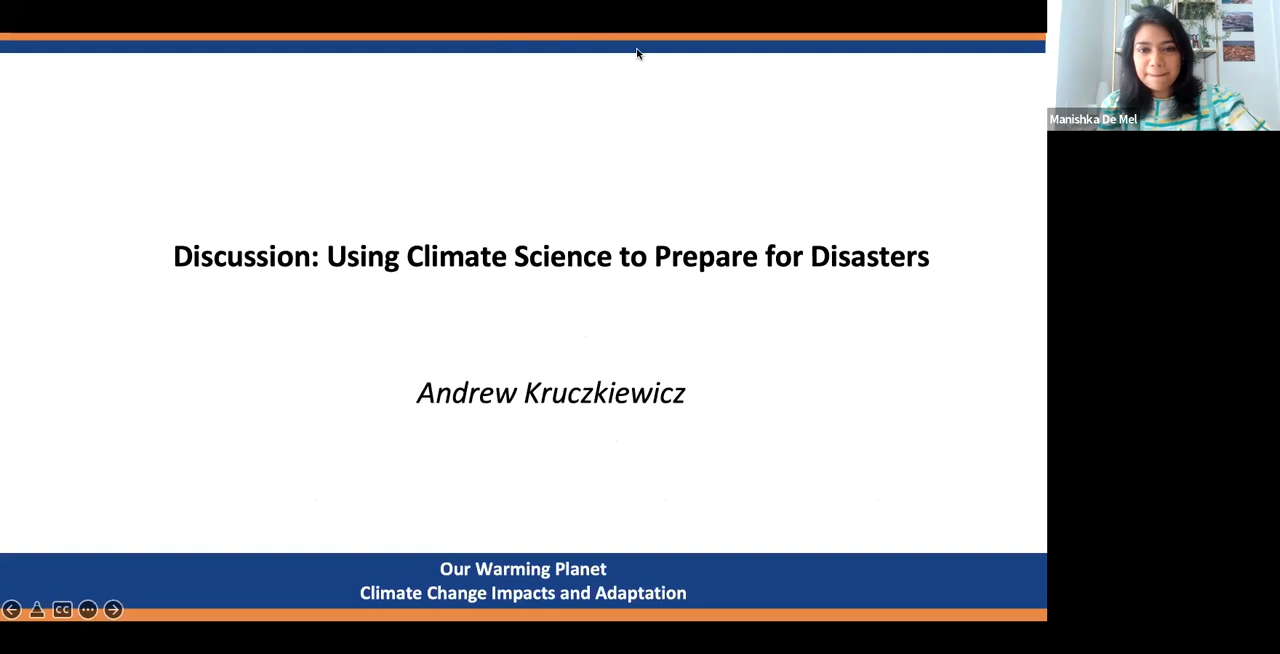 Manishka De Mel
Discussion: Using Climate Science to Prepare for Disasters
Andrew Kruczkiewicz
Our Warming Planet
Climate Change Impacts and Adaptation
CC